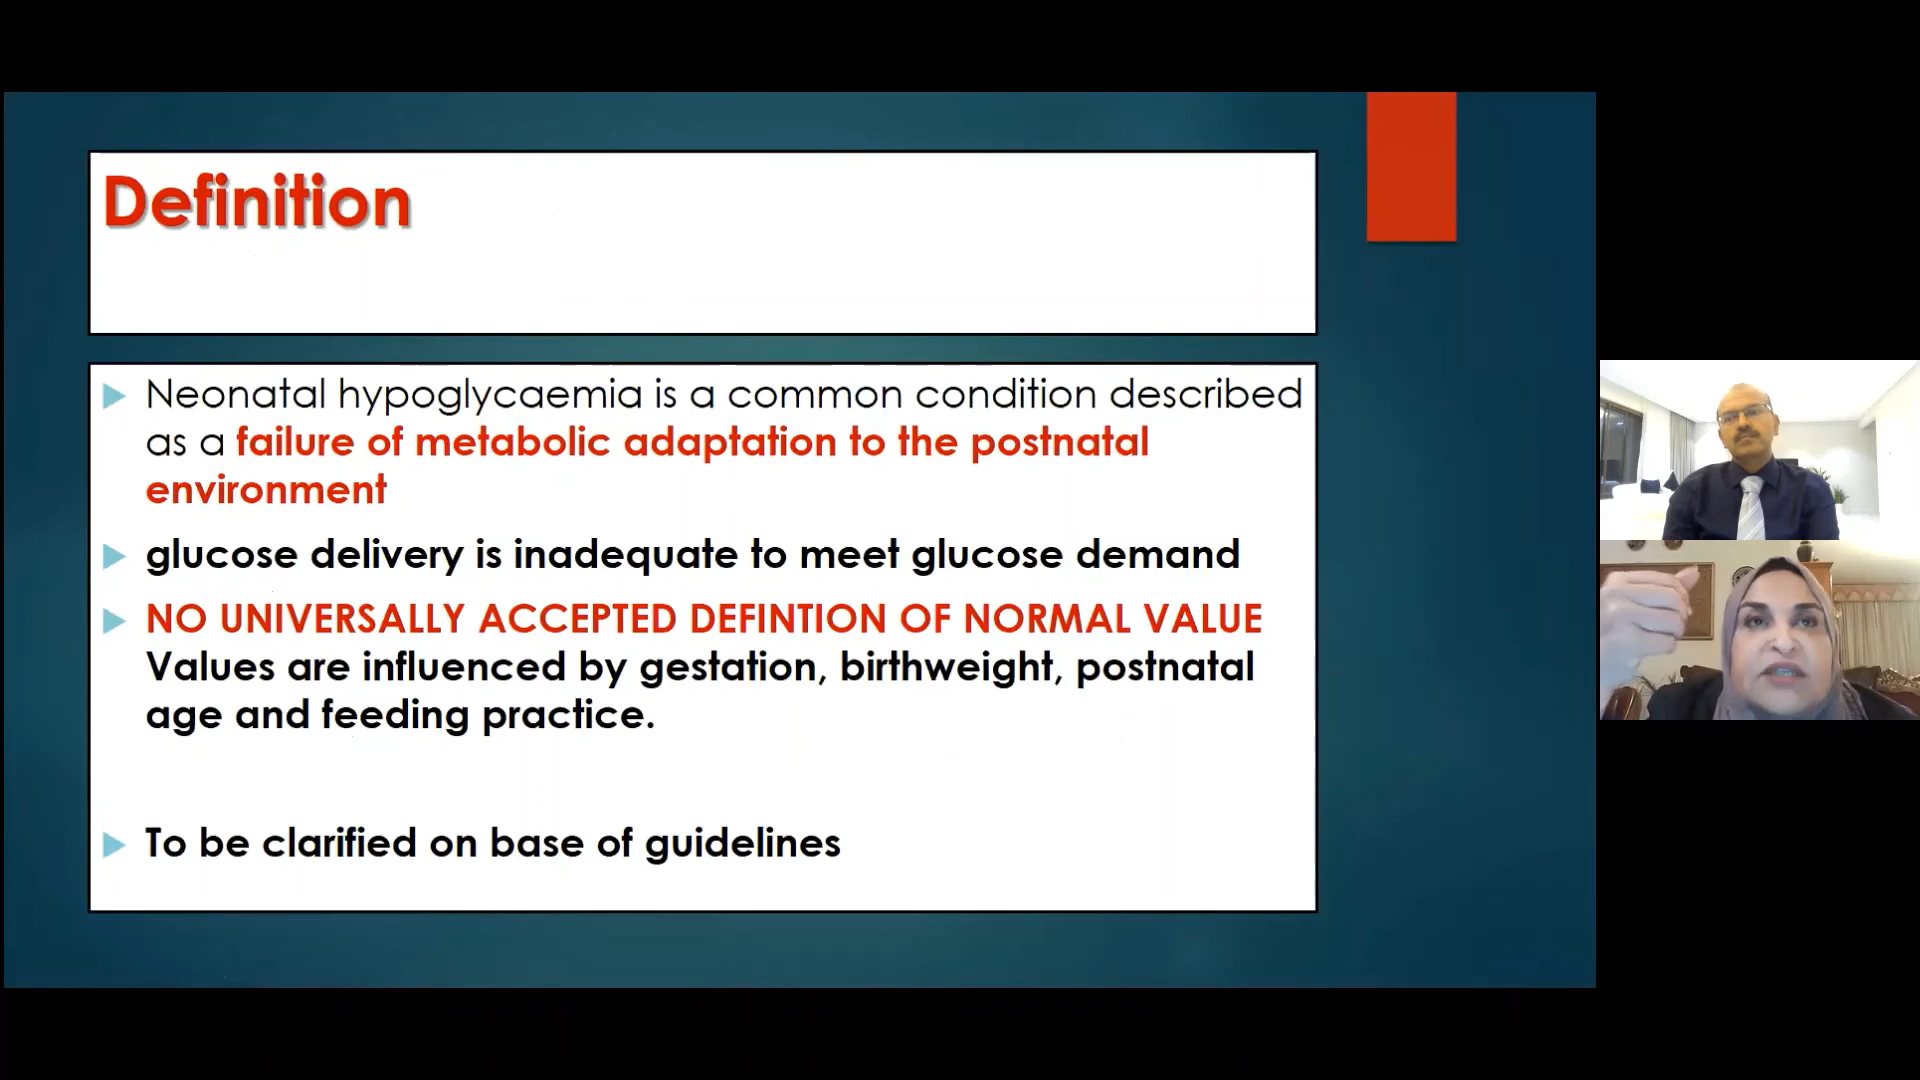 Definition
Neonatal hypoglycaemia is a common condition described
as a failure of metabolic adaptation to the postnatal
environment
glucose delivery is inadequate to meet glucose demand
NO UNIVERSALLY ACCEPTED DEFINTION OF NORMAL VALUE
Values are influenced by gestation, birthweight, postnatal
age and feeding practice.
To be clarified on base of guidelines